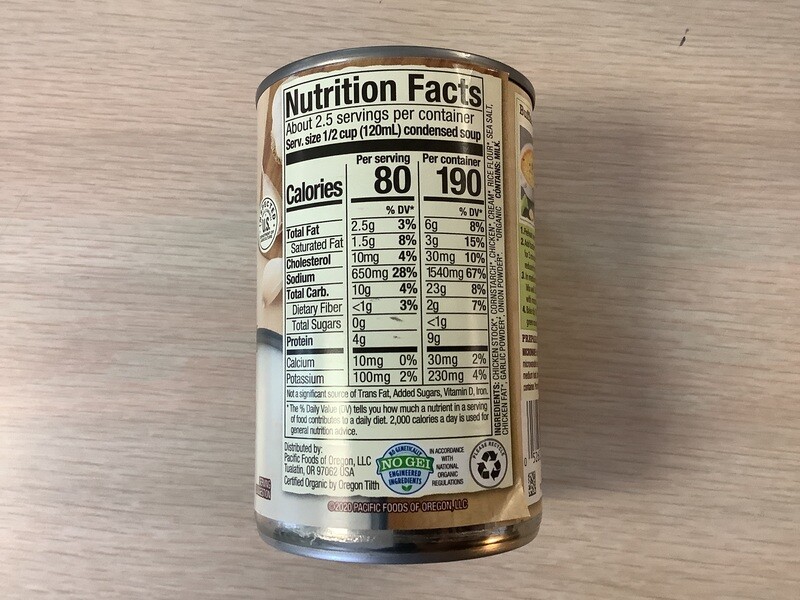 Nutrition Facts
About 2.5 servings per container
Serv. size 1/2 cup (120mL) condensed soup
Per serving Per container
Calories 80 190
% DV* % DV*
Total Fat 2.5g 3% 6g 8%
Saturated Fat 1.5g 8% 3g 15%
Cholesterol 10mg 4% 30mg 10%
Sodium 650mg 28% 1540mg 67%
Total Carb. 10g 4% 23g 8%
Dietary Fiber <1g 3% 2g 7%
Total Sugars 0g <1g
Protein 4g 9g
Calcium 10mg 0% 30mg 2%
Potassium 100mg 2% 230mg 4%
Not a significant source of Trans Fat, Added Sugars, Vitamin D, Iron.
*The % Daily Value (DV) tells you how much a nutrient in a serving
of food contributes to a daily diet. 2,000 calories a day is used for
general nutrition advice.
INGREDIENTS: CHICKEN STOCK*, CORNSTARCH*, CHICKEN*, CREAM*, RICE FLOUR*, SEA SALT,
CHICKEN FAT*, GARLIC POWDER*, ONION POWDER*. *ORGANIC CONTAINS: MILK.
Distributed by:
Pacific Foods of Oregon, LLC
Tualatin, OR 97062 USA
Certified Organic by Oregon Tilth
NO GENETICALLY
NO GEI
ENGINEERED
INGREDIENTS
IN ACCORDANCE
WITH
NATIONAL
ORGANIC
REGULATIONS
PLEASE RECYCLE
©2020 PACIFIC FOODS OF OREGON, LLC